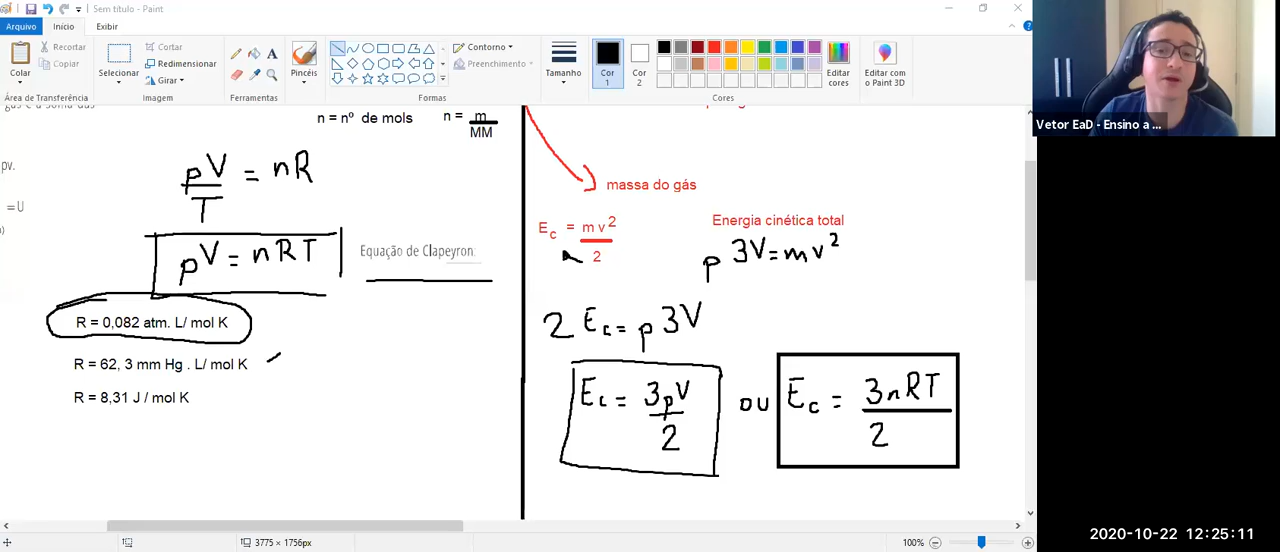 Sem título - Paint
Arquivo Início Exibir
Colar
Recortar
Copiar
Área de Transferência
Selecionar
Cortar
Redimensionar
Girar
Imagem
A
Ferramentas
Pincéis
Contorno
Preenchimento
Formas
Tamanho
Cor 1
Cor 2
Editar cores
Cores
Editar com o Paint 3D
Vetor EaD - Ensino a ...
n = nº de mols n = m
MM
pv.
= U
pV = nR
T
pV = nRT
Equação de Clapeyron:
R = 0,082 atm. L/ mol K
R = 62, 3 mm Hg . L/ mol K
R = 8,31 J / mol K
massa do gás
Ec = mv²
2
Energia cinética total
p 3V = mv²
2 Ec = p 3V
Ec = 3pV
2
OU
Ec = 3nRT
2
3775 × 1756px
100%
2020-10-22 12:25:11